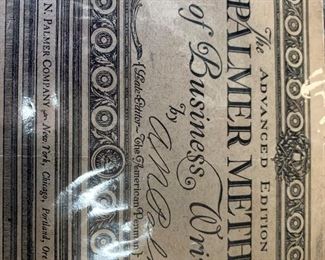 The ADVANCED EDITION
PALMER METH
of Business Wri
by
A.N.
(Late Editor—The American Penman)
N. PALMER COMPANY New York, Chicago, Portland, Ore